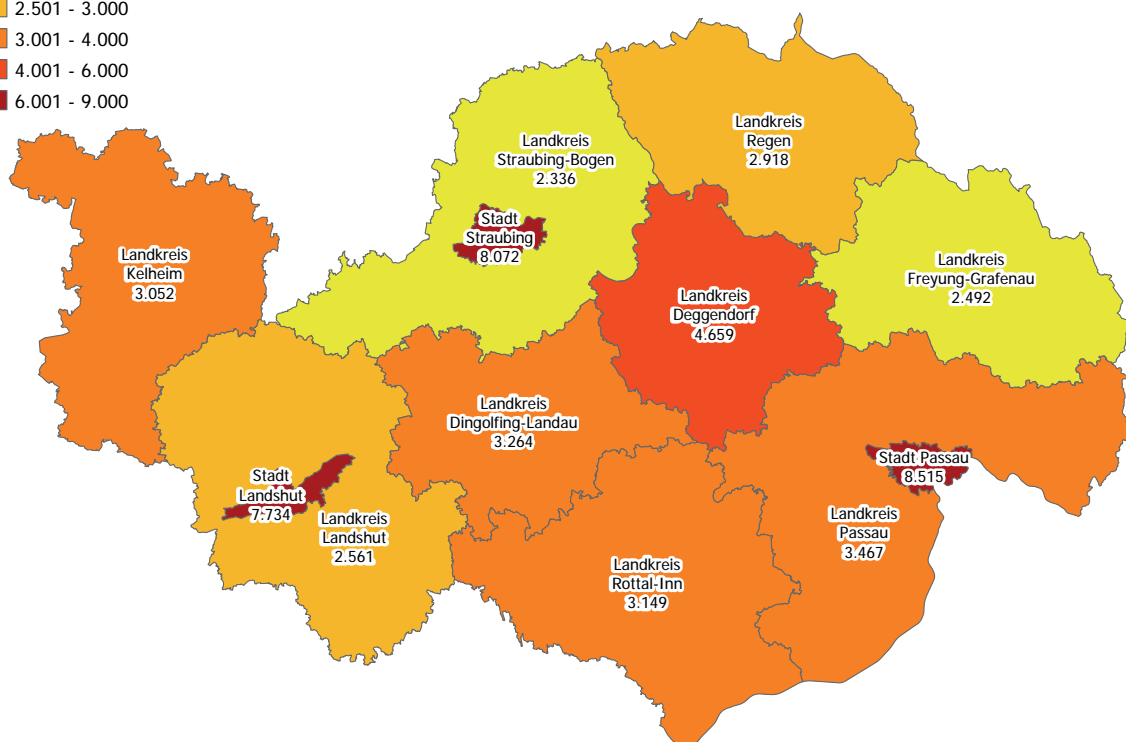 2.501 - 3.000
3.001 - 4.000
4.001 - 6.000
6.001 - 9.000
Landkreis
Regen
2.918
Landkreis
Straubing-Bogen
2.336
Stadt
Straubing
8.072
Landkreis
Kelheim
3.052
Landkreis
Freyung-Grafenau
2.492
Landkreis
Deggendorf
4.659
Landkreis
Dingolfing-Landau
3.264
Stadt Passau
8.515
Stadt
Landshut
7.734
Landkreis
Landshut
2.561
Landkreis
Passau
3.467
Landkreis
Rottal-Inn
3.149